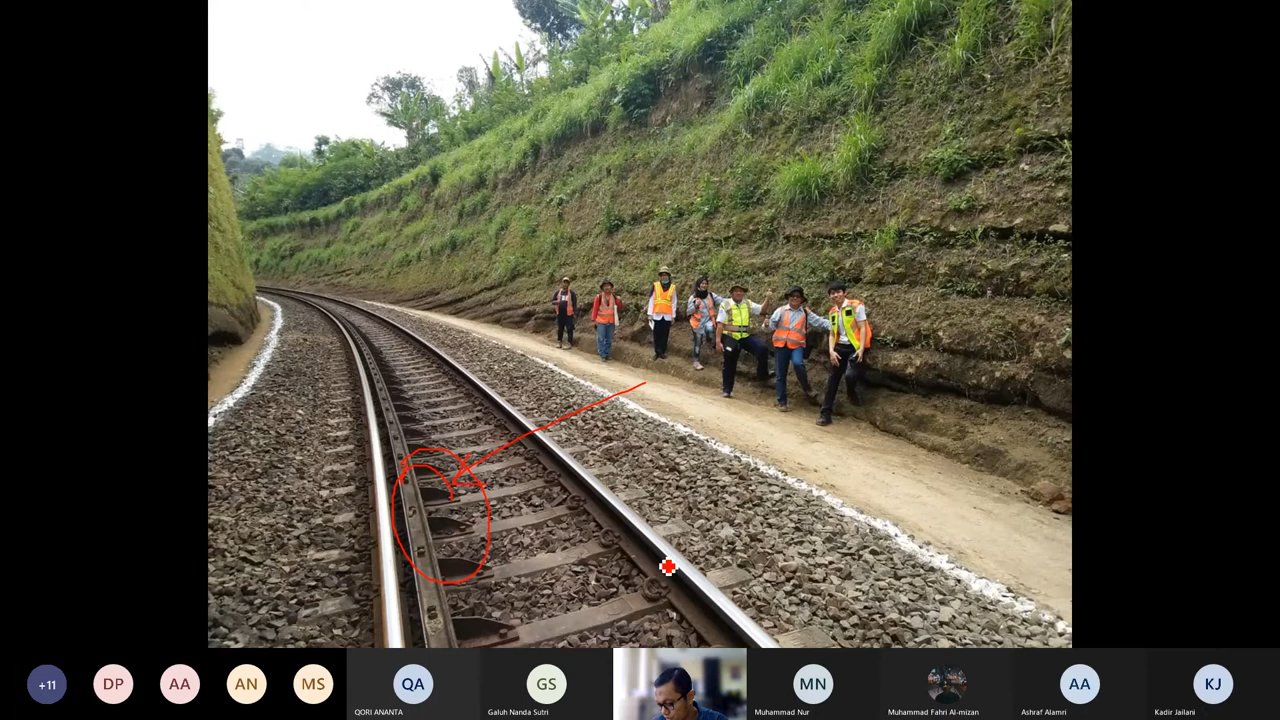 +11
DP
AA
AN
MS
QA
QORI ANANTA
GS
Galuh Nanda Sutri
MN
Muhammad Nur
Muhammad Fahri Al-mizan
AA
Ashraf Alamri
KJ
Kadir Jailani